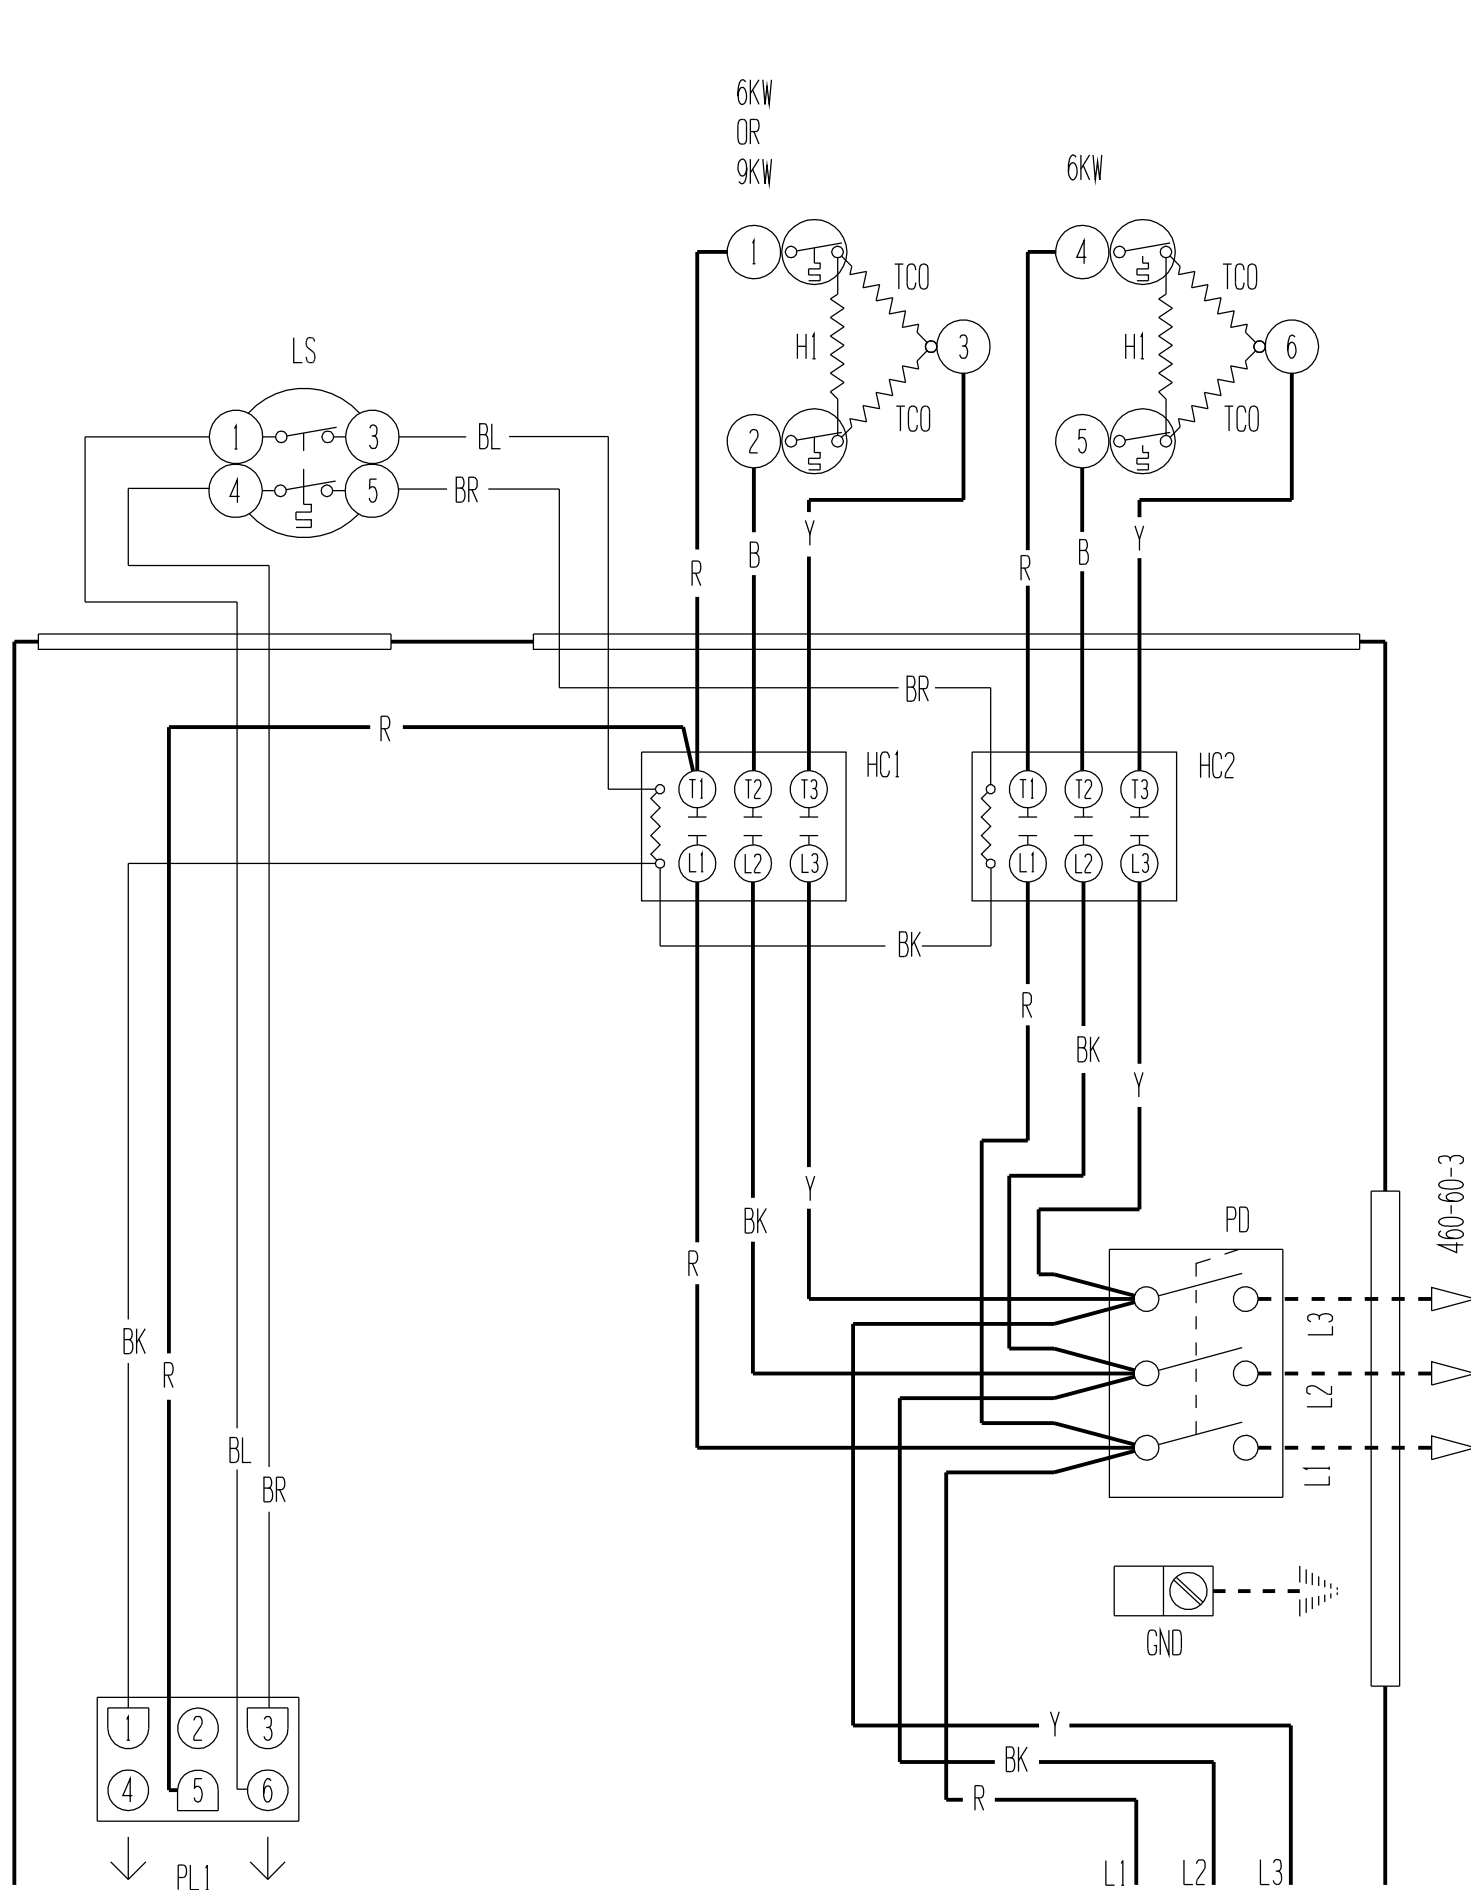 6KW
OR
9KW
6KW
1
TCO
4
TCO
H1
3
H1
6
LS
2
TCO
5
TCO
1
3
BL
4
5
BR
Y
Y
B
B
R
R
BR
R
HC1
HC2
T1 T2 T3
T1 T2 T3
L1 L2 L3
L1 L2 L3
BK
R
BK
Y
460-60-3
Y
BK
PD
R
L3
BK
R
L2
BL
L1
BR
GND
1 2 3
Y
BK
4 5 6
R
PL1
L1
L2
L3